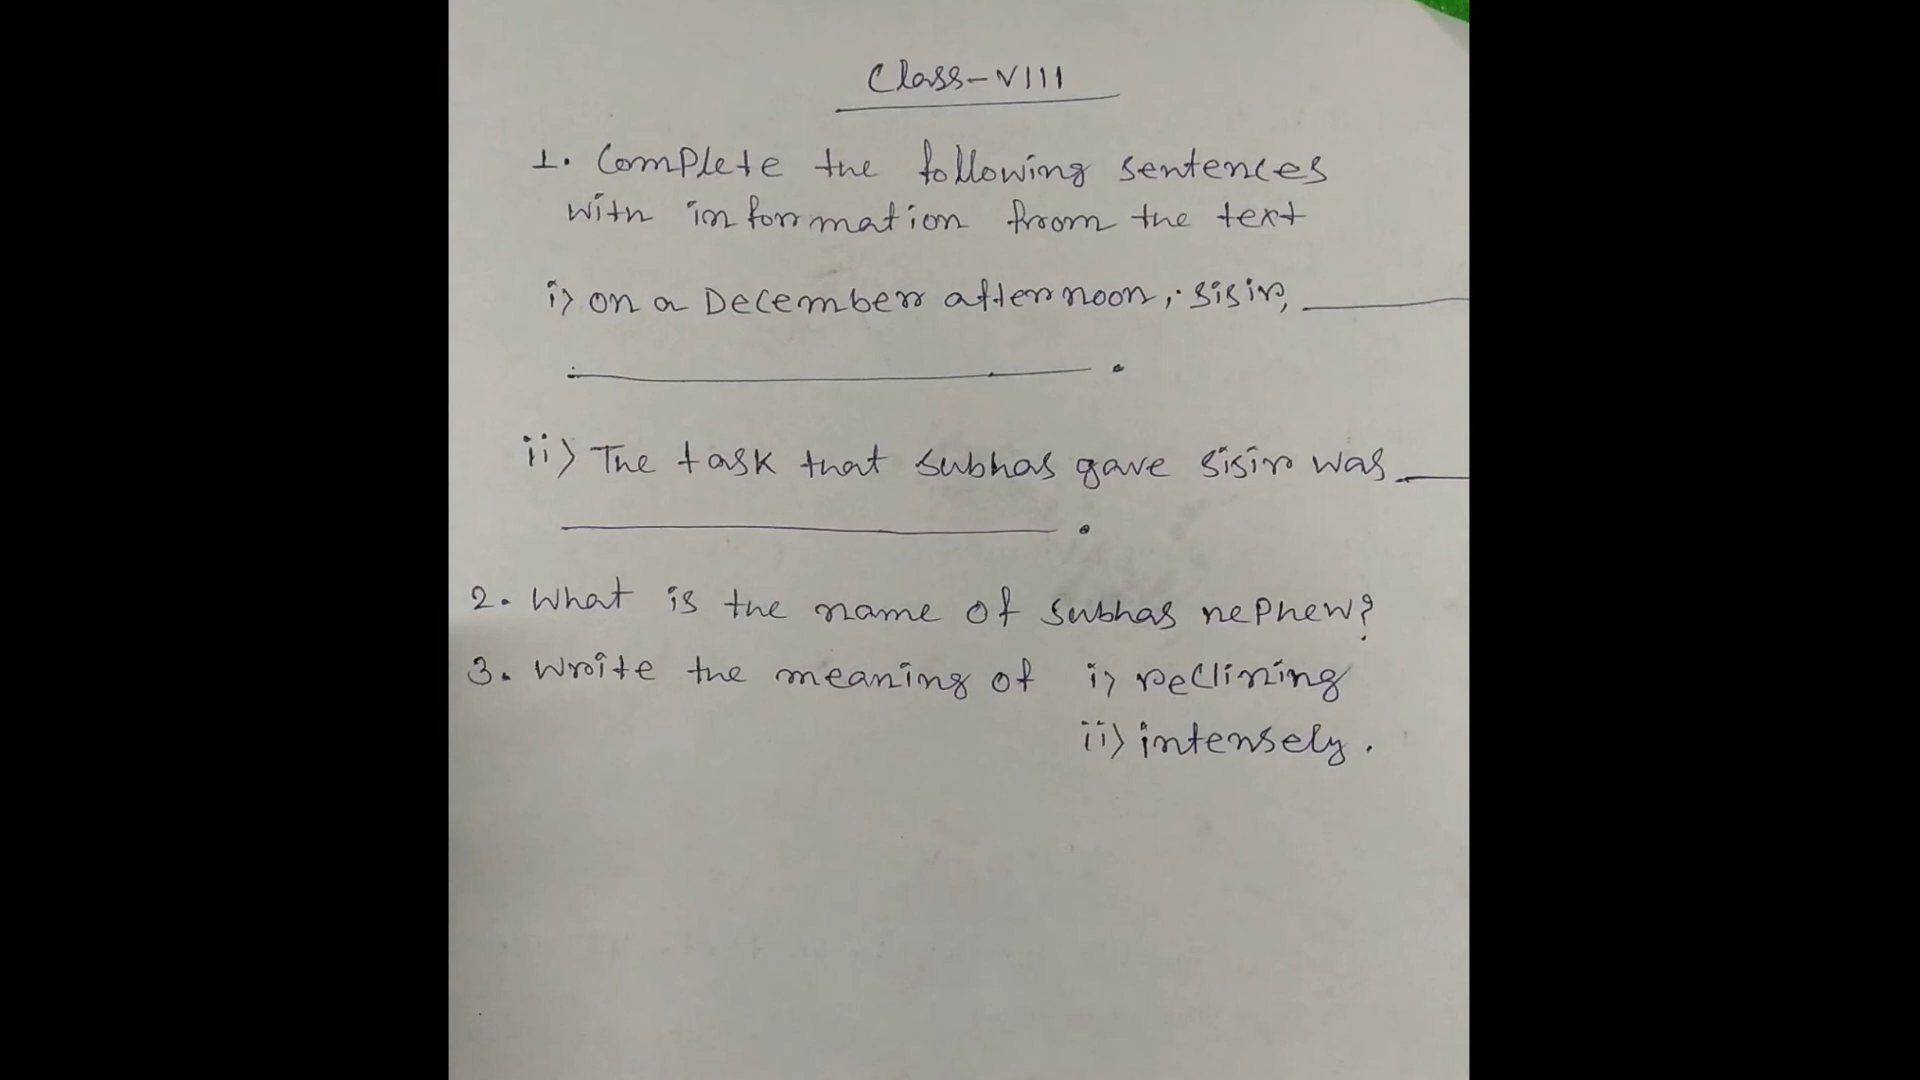 Class-VIII
1. Complete the following sentences
with information from the text
i) on a December afternoon, sisir,
.
ii) The task that subhas gave sisir was
.
2. What is the name of subhas nephew?
3. Write the meaning of i) reclining
ii) intensely.